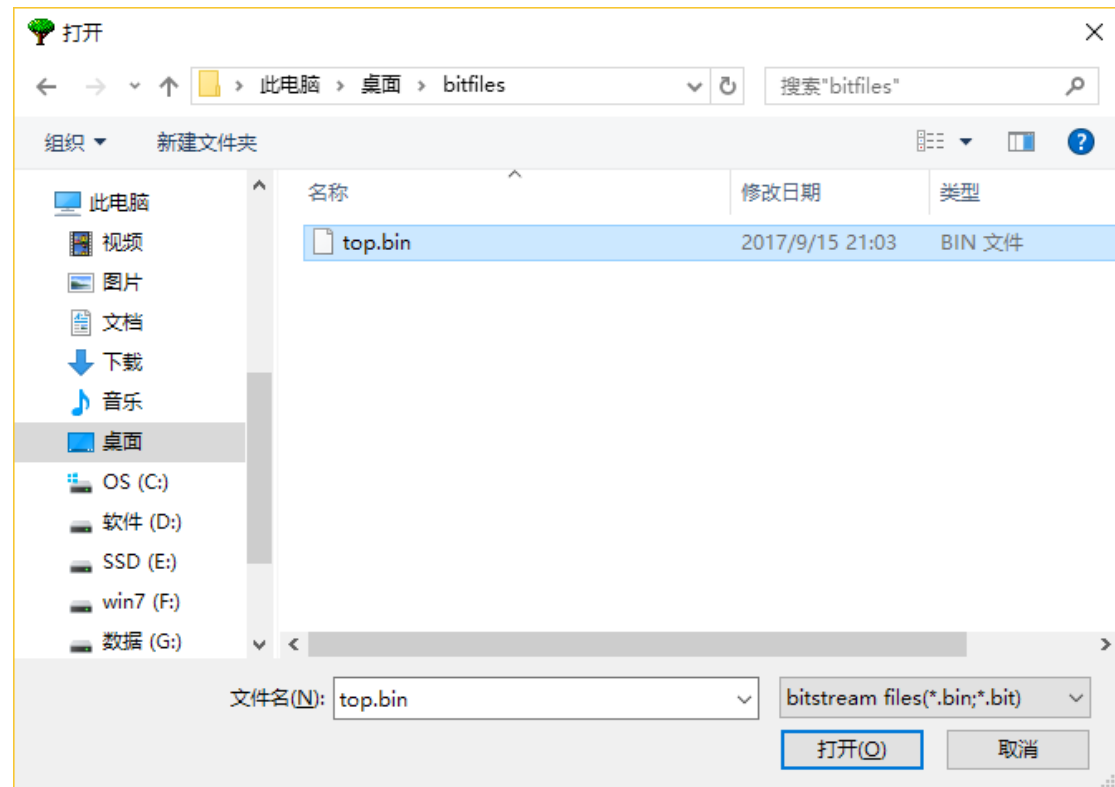 打开
此电脑 › 桌面 › bitfiles
搜索"bitfiles"
组织 新建文件夹
名称 修改日期 类型
此电脑
视频
图片
文档
下载
音乐
桌面
OS (C:)
软件 (D:)
SSD (E:)
win7 (F:)
数据 (G:)
top.bin 2017/9/15 21:03 BIN 文件
文件名(N): top.bin bitstream files(*.bin;*.bit)
打开(O) 取消